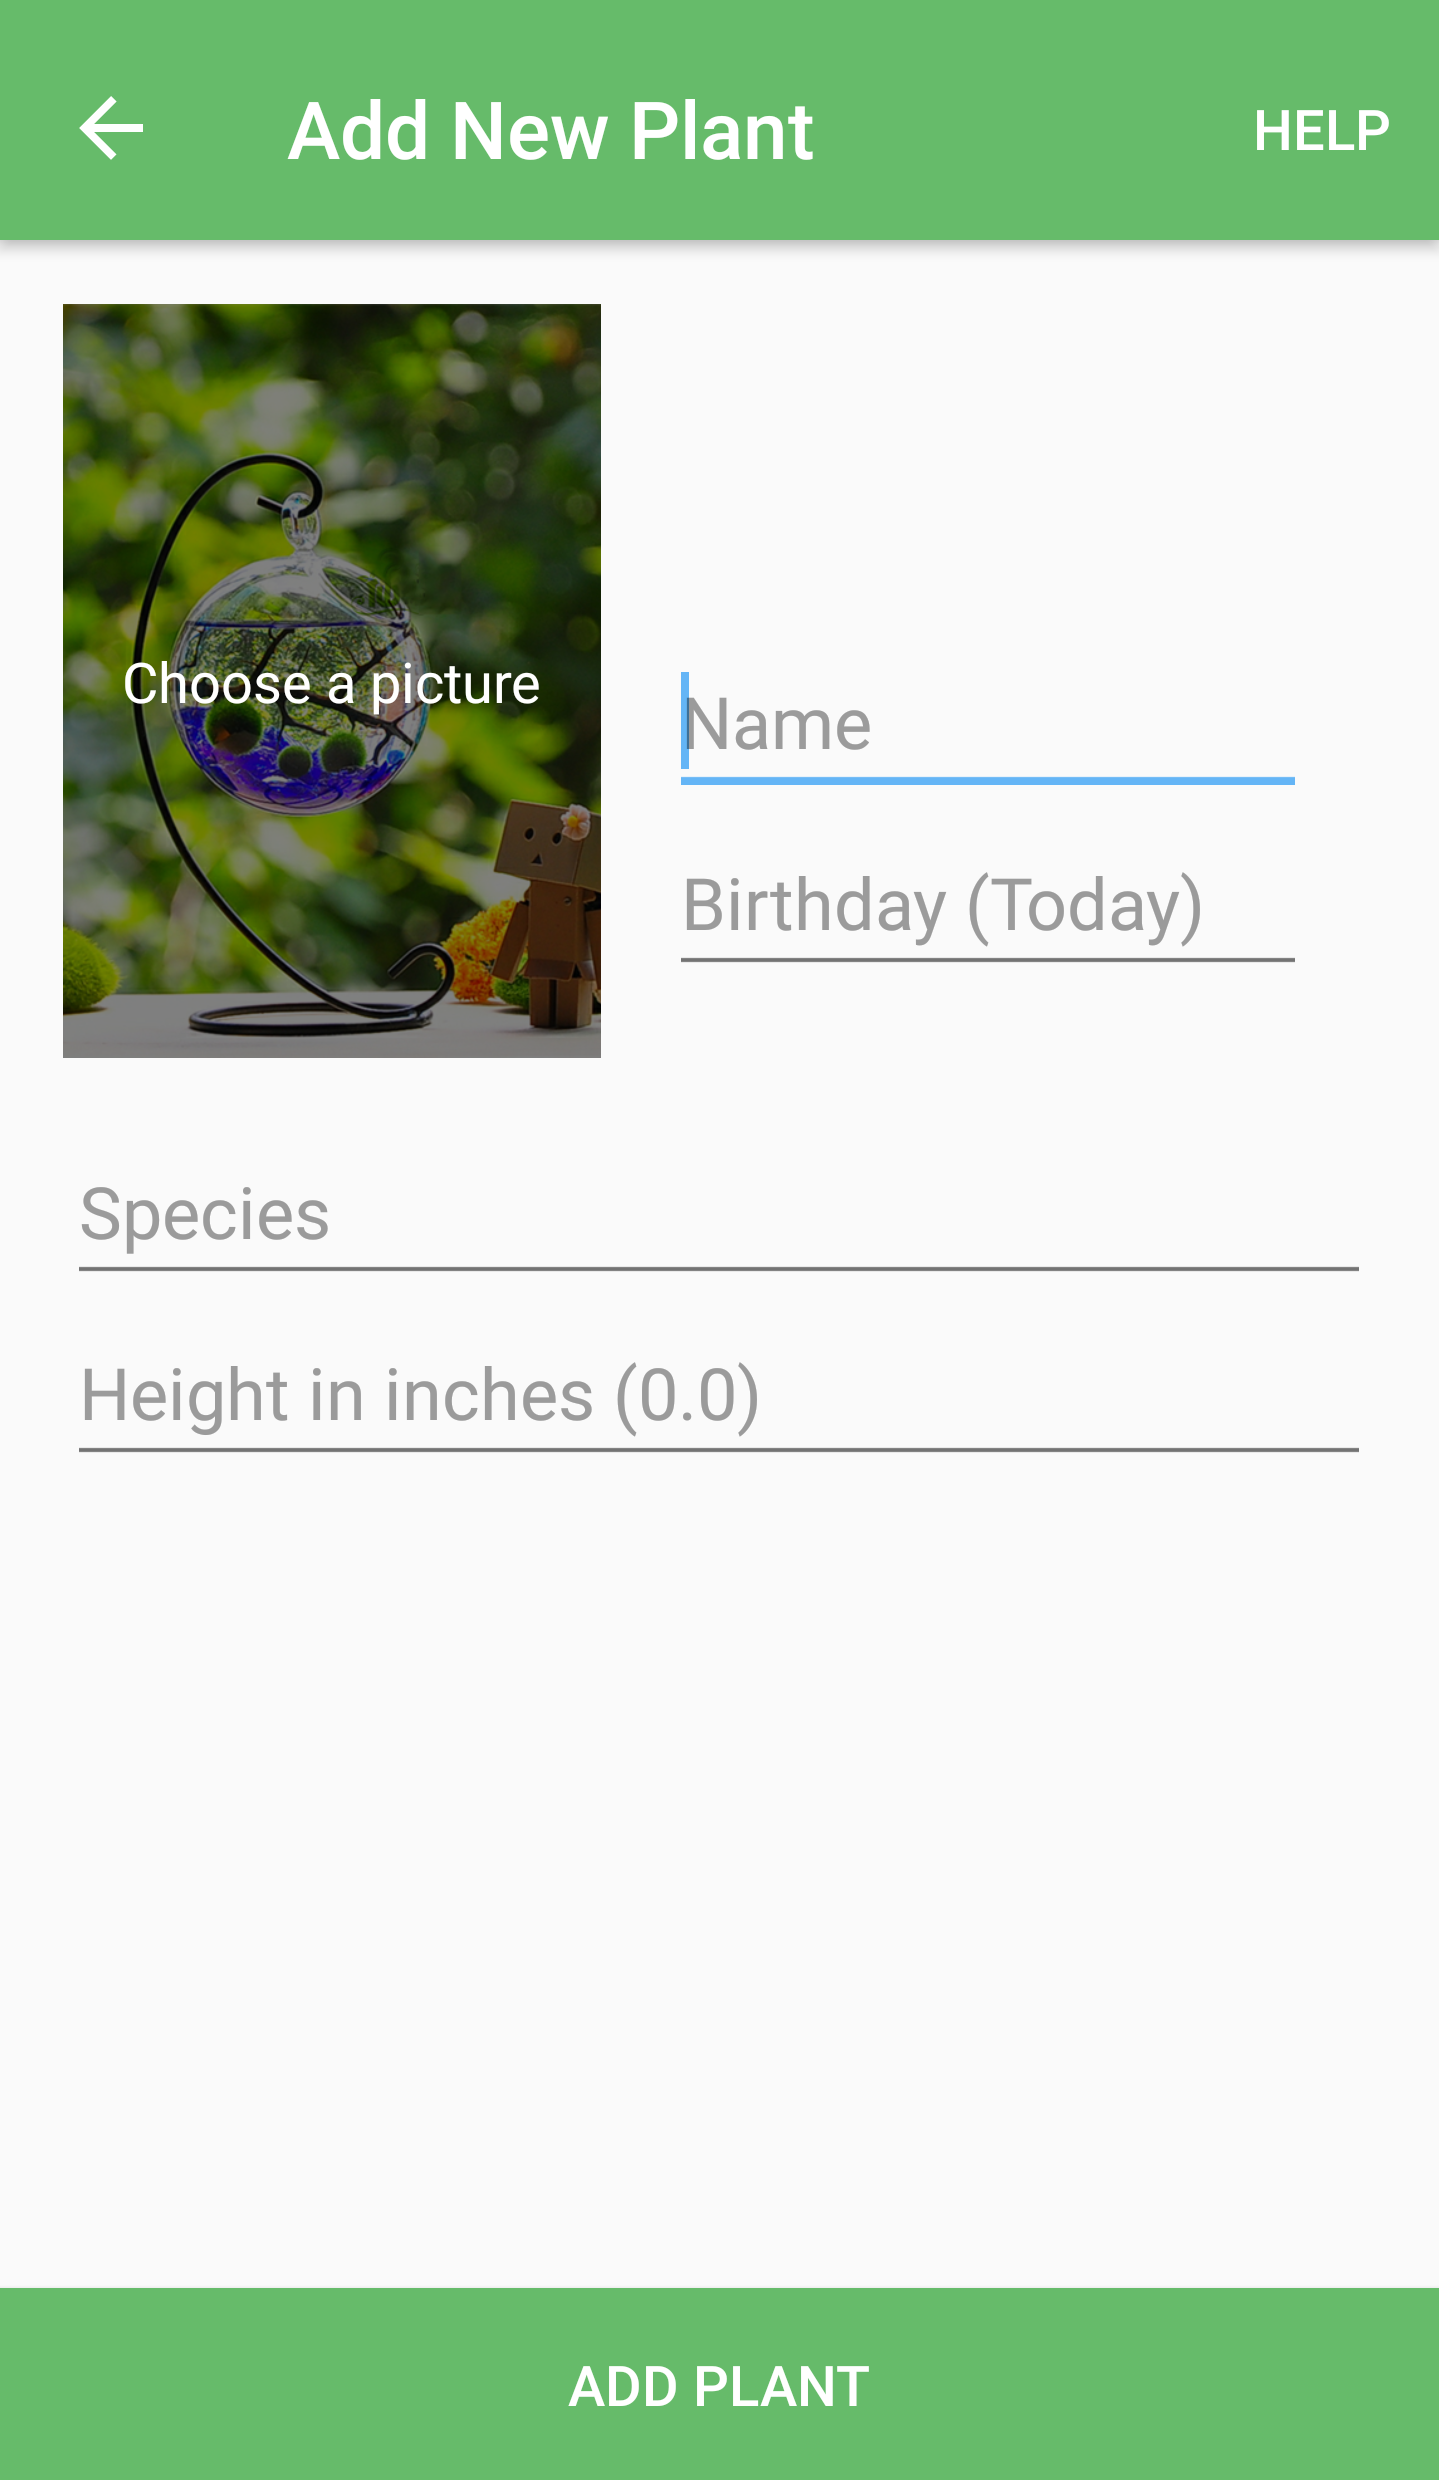 Add New Plant
HELP
Choose a picture
Name
Birthday (Today)
Species
Height in inches (0.0)
ADD PLANT